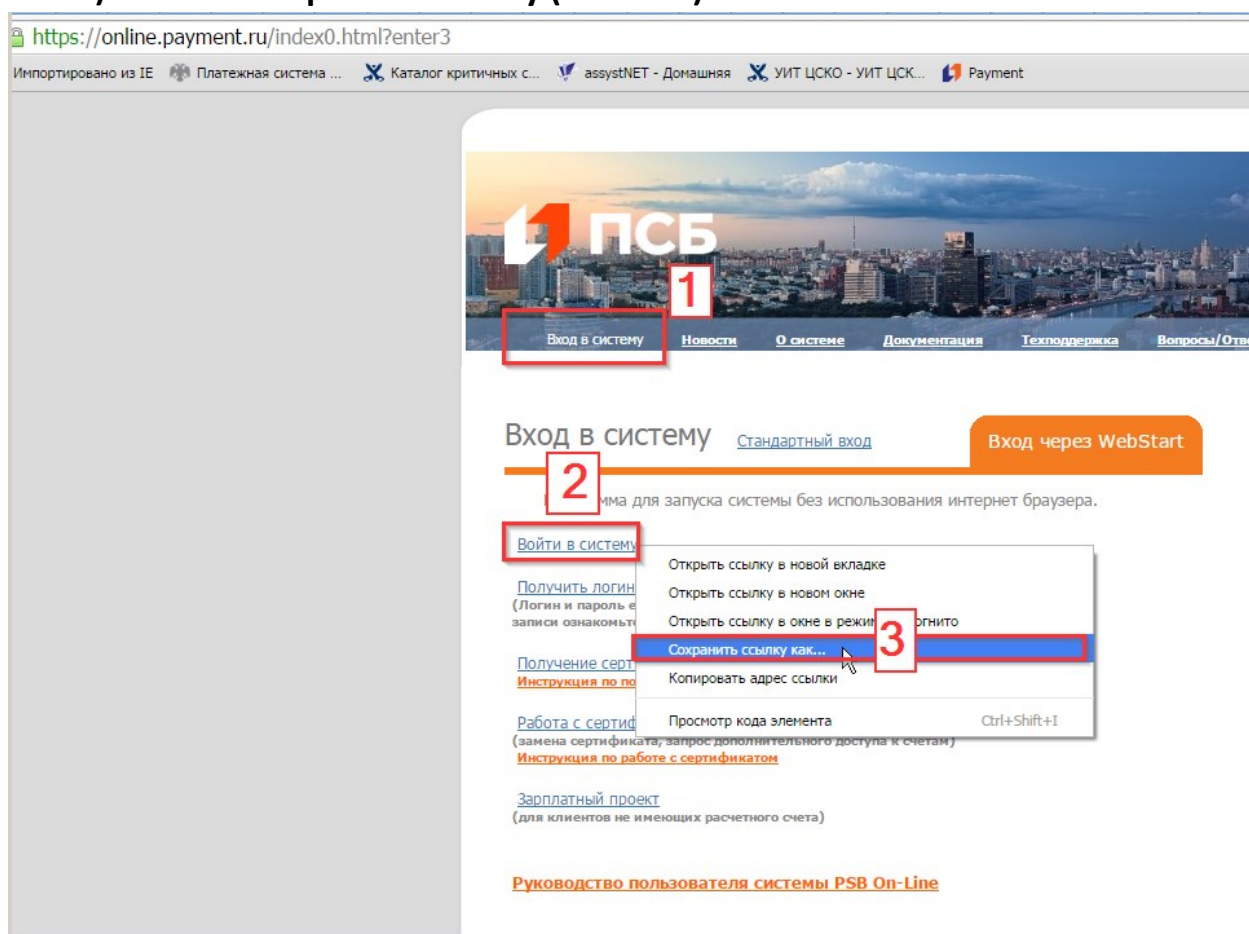 https://online.payment.ru/index0.html?enter3
Импортировано из IE Платежная система ... Каталог критичных с... assystNET - Домашняя УИТ ЦСКО - УИТ ЦСК... Payment
ПСБ
1
Вход в систему Новости О системе Документация Техподдержка Вопросы/Отве
Вход в систему Стандартный вход Вход через WebStart
2
мма для запуска системы без использования интернет браузера.
Войти в систему
Открыть ссылку в новой вкладке
Получить логин
Открыть ссылку в новом окне
(Логин и пароль е
Открыть ссылку в окне в режим огнито
записи ознакомьт
3
Сохранить ссылку как...
Получение серт
Копировать адрес ссылки
Инструкция по по
Работа с сертиф
Просмотр кода элемента Ctrl+Shift+I
(замена сертификата, запрос дополнительного доступа к счетам)
Инструкция по работе с сертификатом
Зарплатный проект
(для клиентов не имеющих расчетного счета)
Руководство пользователя системы PSB On-Line